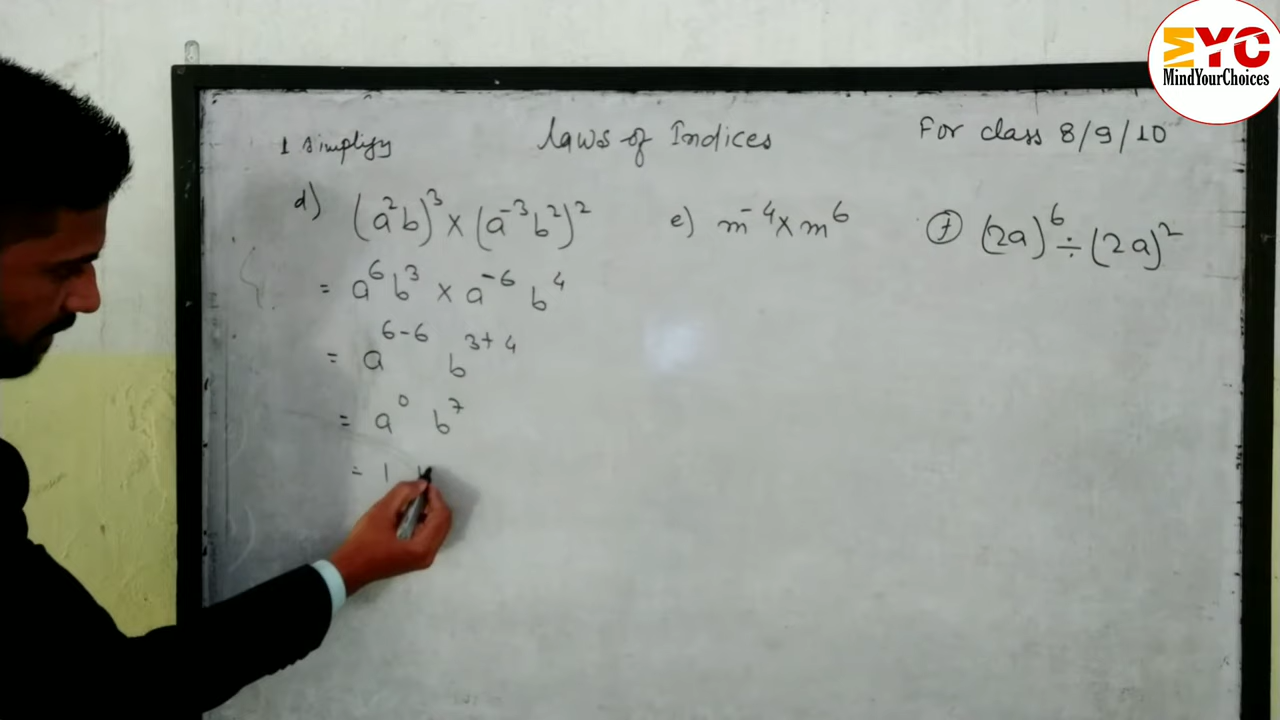 MYC
MindYourChoices
1 simplify
Laws of Indices
For class 8/9/10
d) (a²b)³ × (a⁻³b²)²
= a⁶b³ × a⁻⁶ b⁴
= a⁶⁻⁶ b³⁺⁴
= a⁰ b⁷
= 1
e) m⁻⁴ × m⁶
f (2a)⁶ ÷ (2a)²